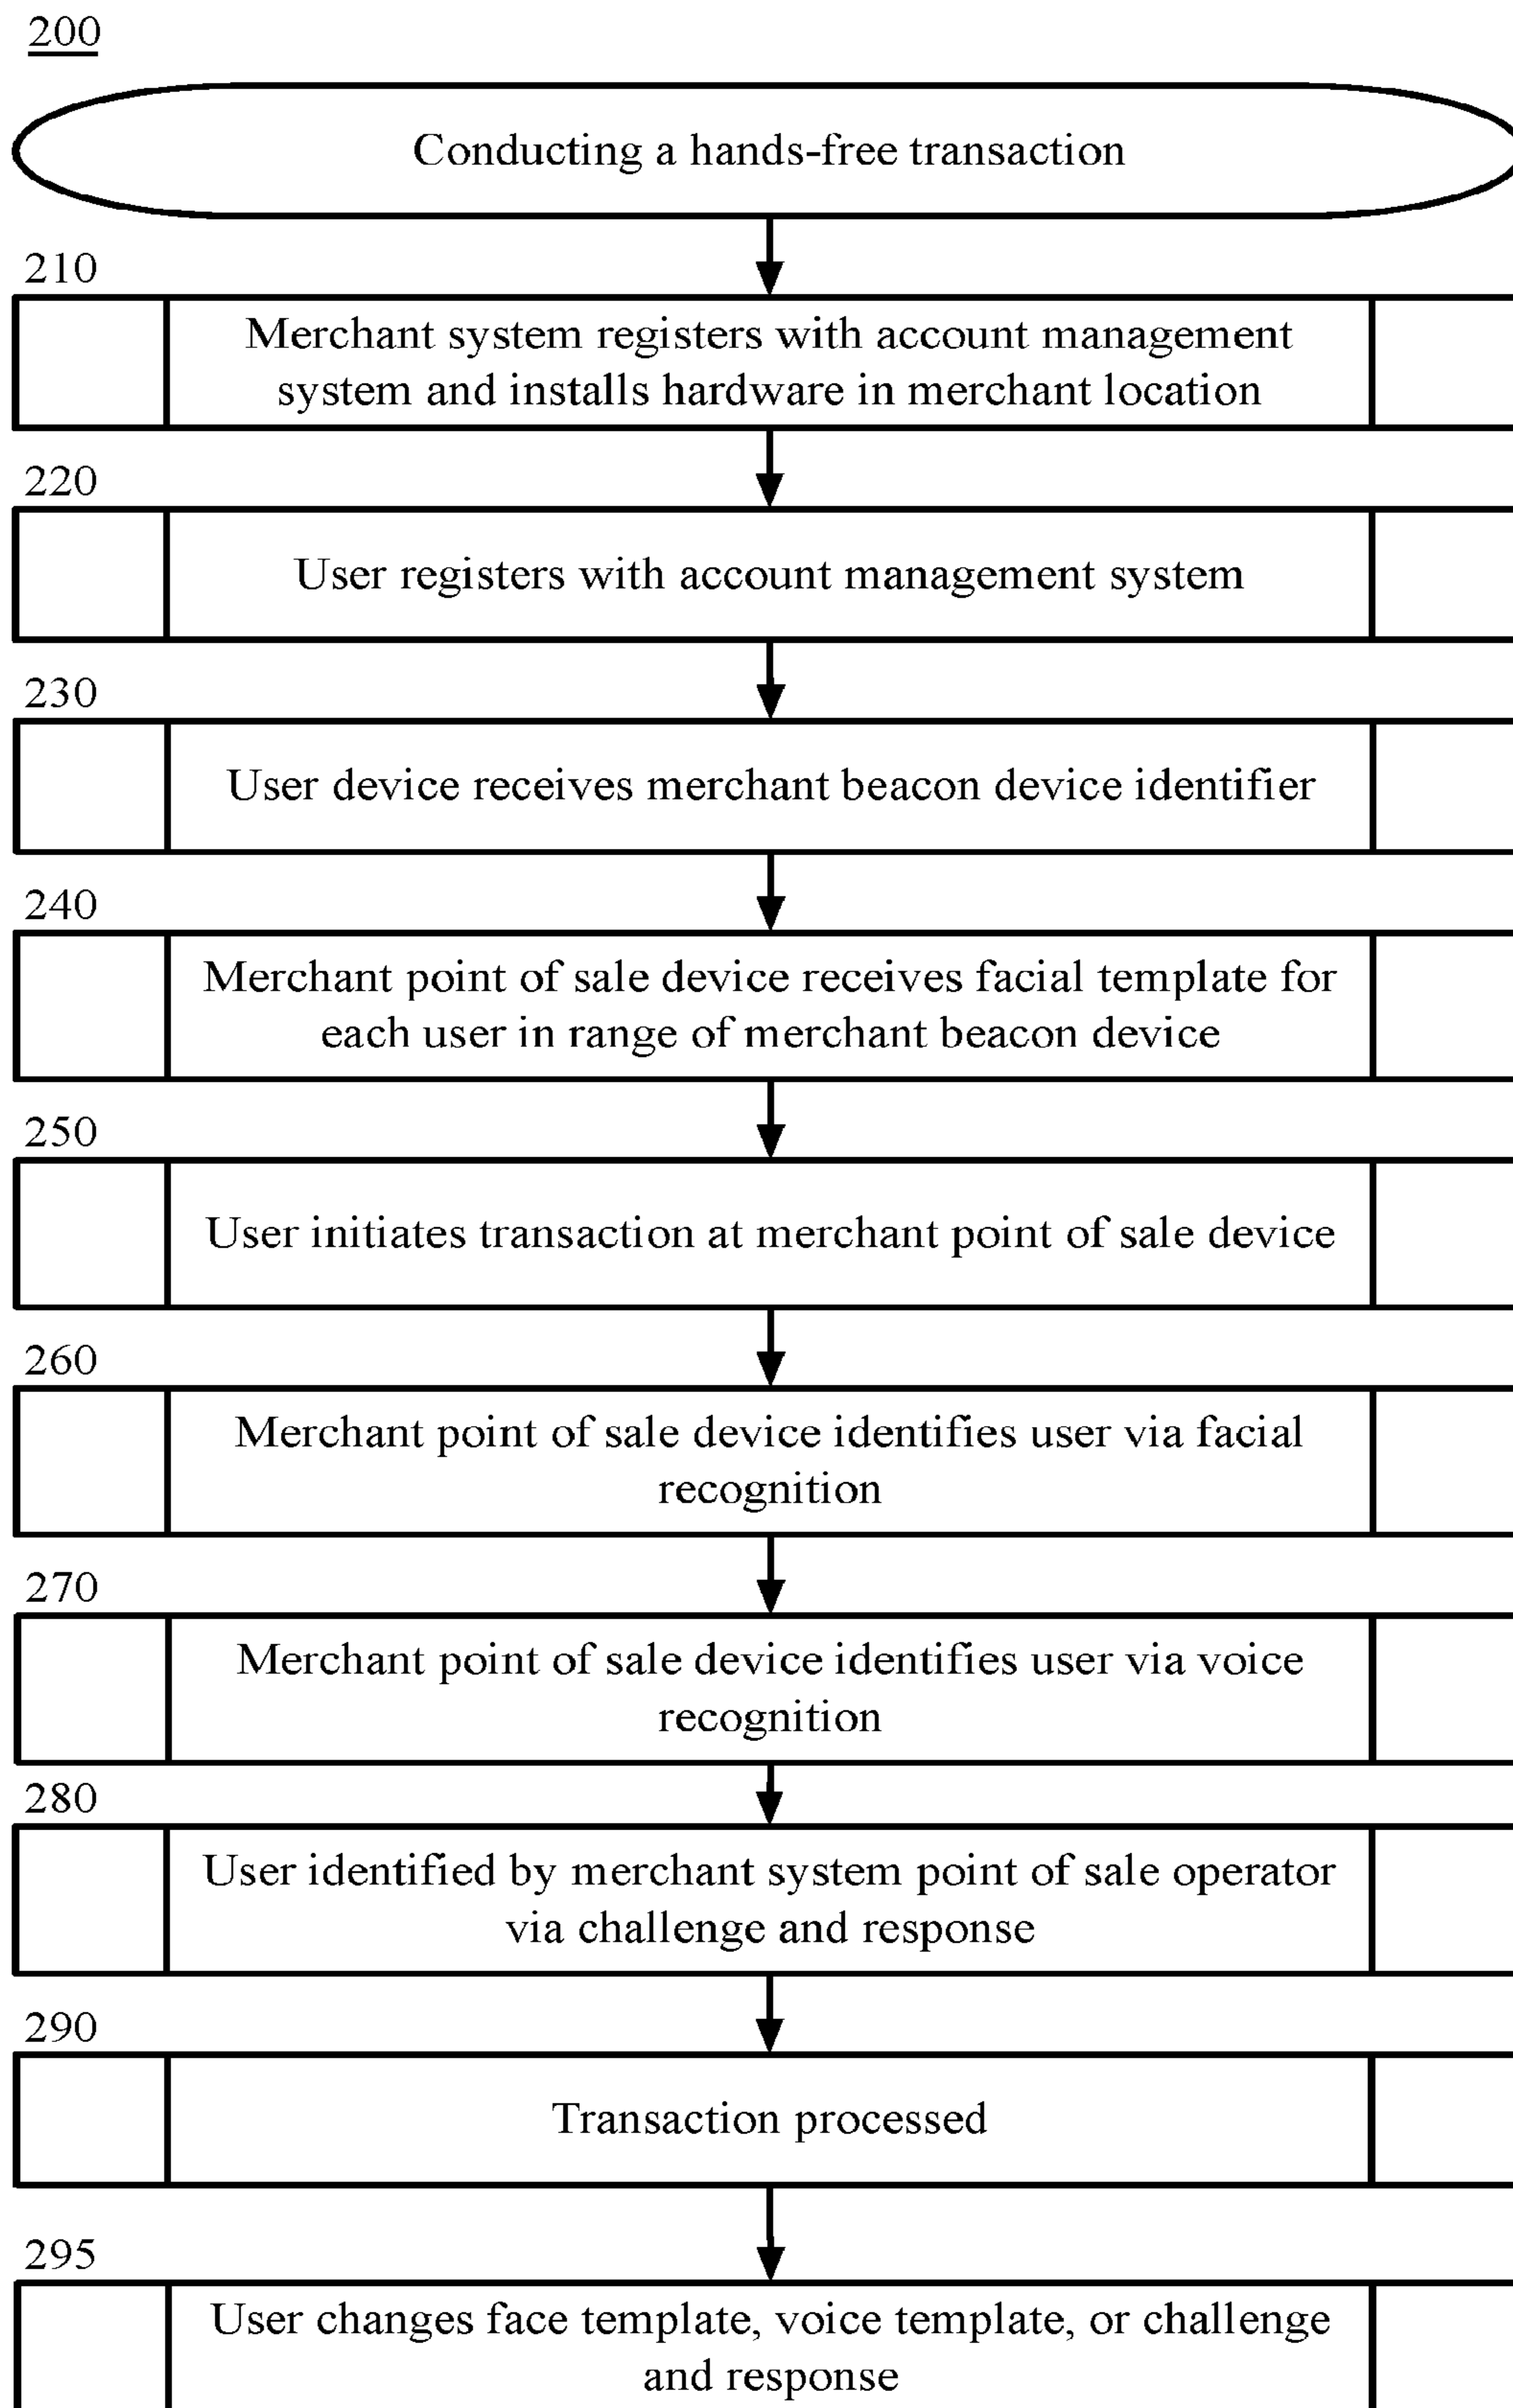 200
Conducting a hands-free transaction
210
Merchant system registers with account management
system and installs hardware in merchant location
220
User registers with account management system
230
User device receives merchant beacon device identifier
240
Merchant point of sale device receives facial template for
each user in range of merchant beacon device
250
User initiates transaction at merchant point of sale device
260
Merchant point of sale device identifies user via facial
recognition
270
Merchant point of sale device identifies user via voice
recognition
280
User identified by merchant system point of sale operator
via challenge and response
290
Transaction processed
295
User changes face template, voice template, or challenge
and response